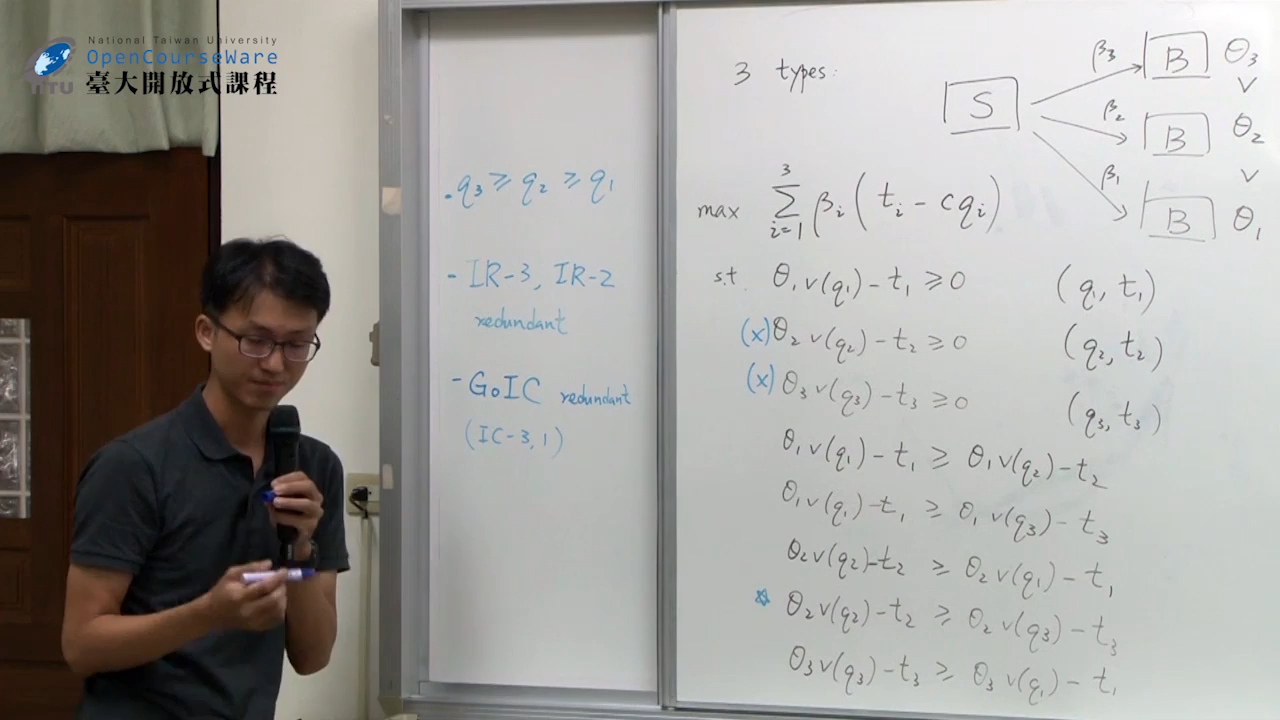 National Taiwan University
OpenCourseWare
臺大開放式課程
NTU
· q₃ ≥ q₂ ≥ q₁
- IR-3, IR-2
redundant
- GoIC redundant
(IC-3,1)
3 types:
S
β₃ B θ₃
∨
β₂ B θ₂
∨
β₁ B θ₁
max ∑_{i=1}^{3} βᵢ (tᵢ - cqᵢ)
s.t. θ₁v(q₁) - t₁ ≥ 0 (q₁, t₁)
(x) θ₂v(q₂) - t₂ ≥ 0 (q₂, t₂)
(x) θ₃v(q₃) - t₃ ≥ 0 (q₃, t₃)
θ₁v(q₁) - t₁ ≥ θ₁v(q₂) - t₂
θ₁v(q₁) - t₁ ≥ θ₁v(q₃) - t₃
θ₂v(q₂) - t₂ ≥ θ₂v(q₁) - t₁
☆ θ₂v(q₂) - t₂ ≥ θ₂v(q₃) - t₃
θ₃v(q₃) - t₃ ≥ θ₃v(q₁) - t₁